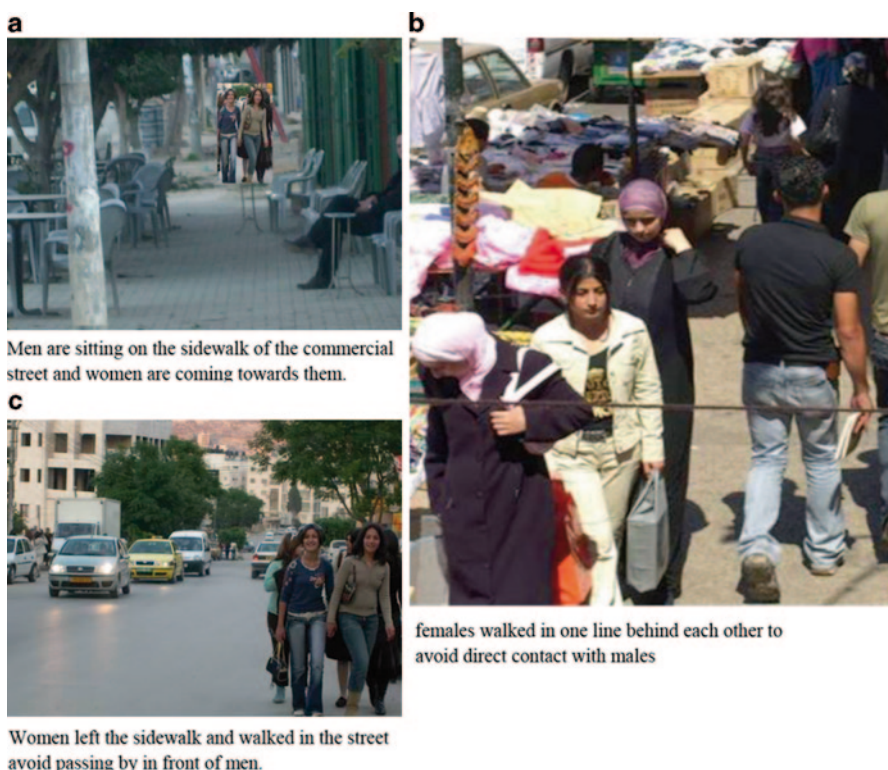 a
Men are sitting on the sidewalk of the commercial
street and women are coming towards them.
b
females walked in one line behind each other to
avoid direct contact with males
c
Women left the sidewalk and walked in the street
avoid passing by in front of men.